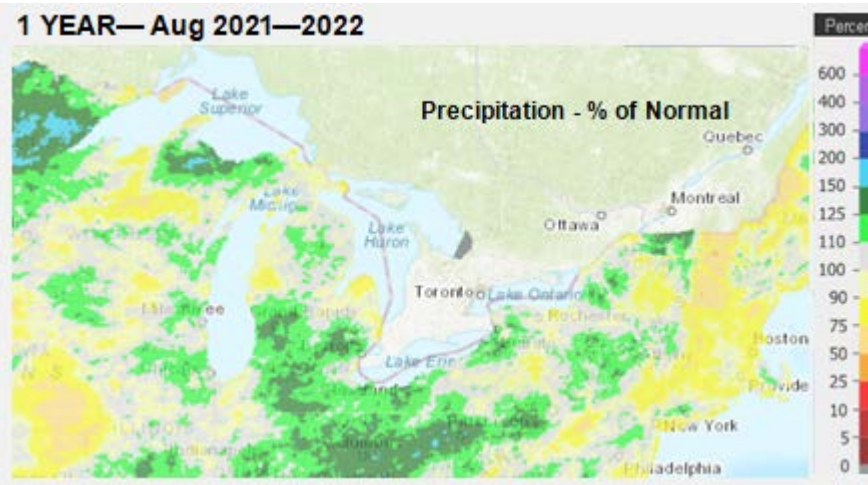 1 YEAR— Aug 2021—2022
Percen
Precipitation - % of Normal
Lake
Superior
Quebec
Lake
Montreal
Ottawa
Lake
Huron
Toronto
Lake Ontario
Rochester
Boston
Lake Erie
Provide
New York
Philadelphia
600
400
300
200
150
125
110
100
90
75
50
25
10
5
0